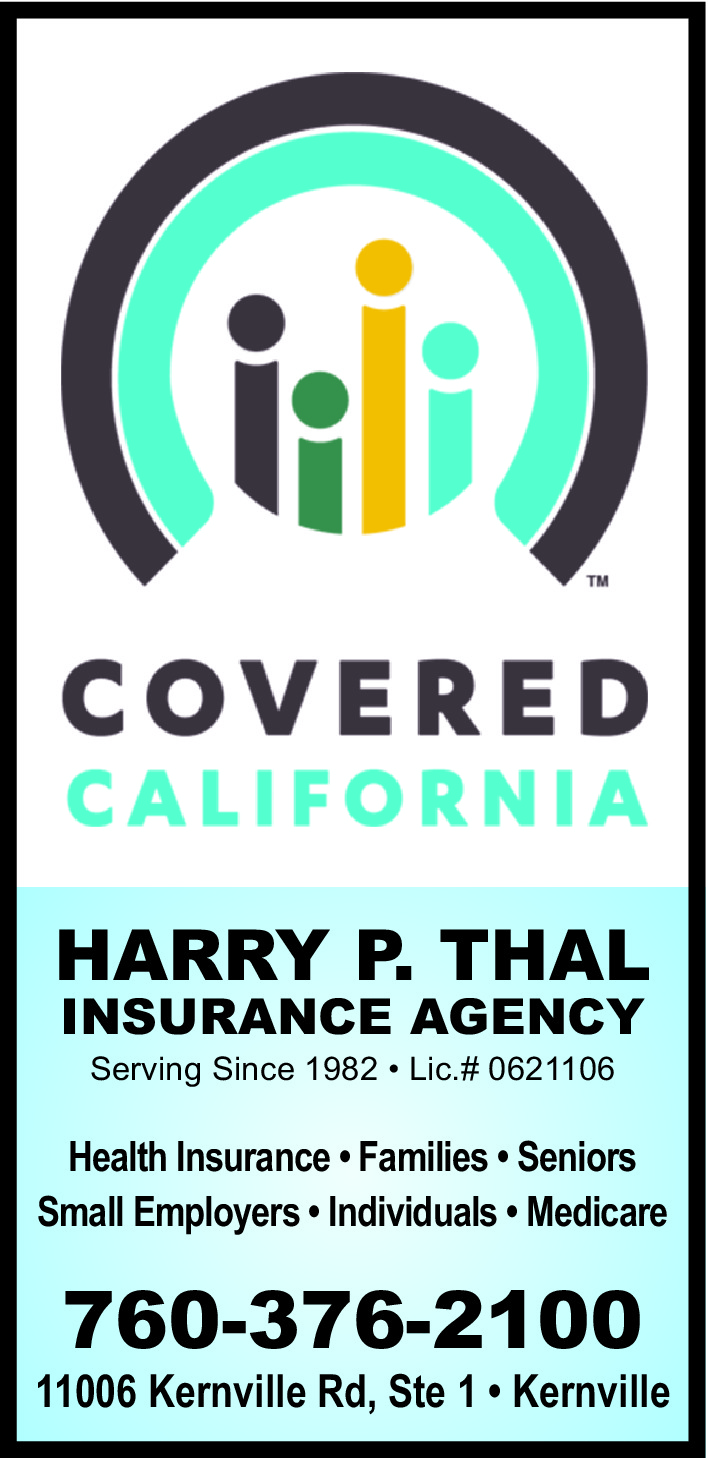 TM
COVERED
CALIFORNIA
HARRY P. THAL
INSURANCE AGENCY
Serving Since 1982 • Lic.# 0621106
Health Insurance • Families • Seniors
Small Employers • Individuals • Medicare
760-376-2100
11006 Kernville Rd, Ste 1 • Kernville